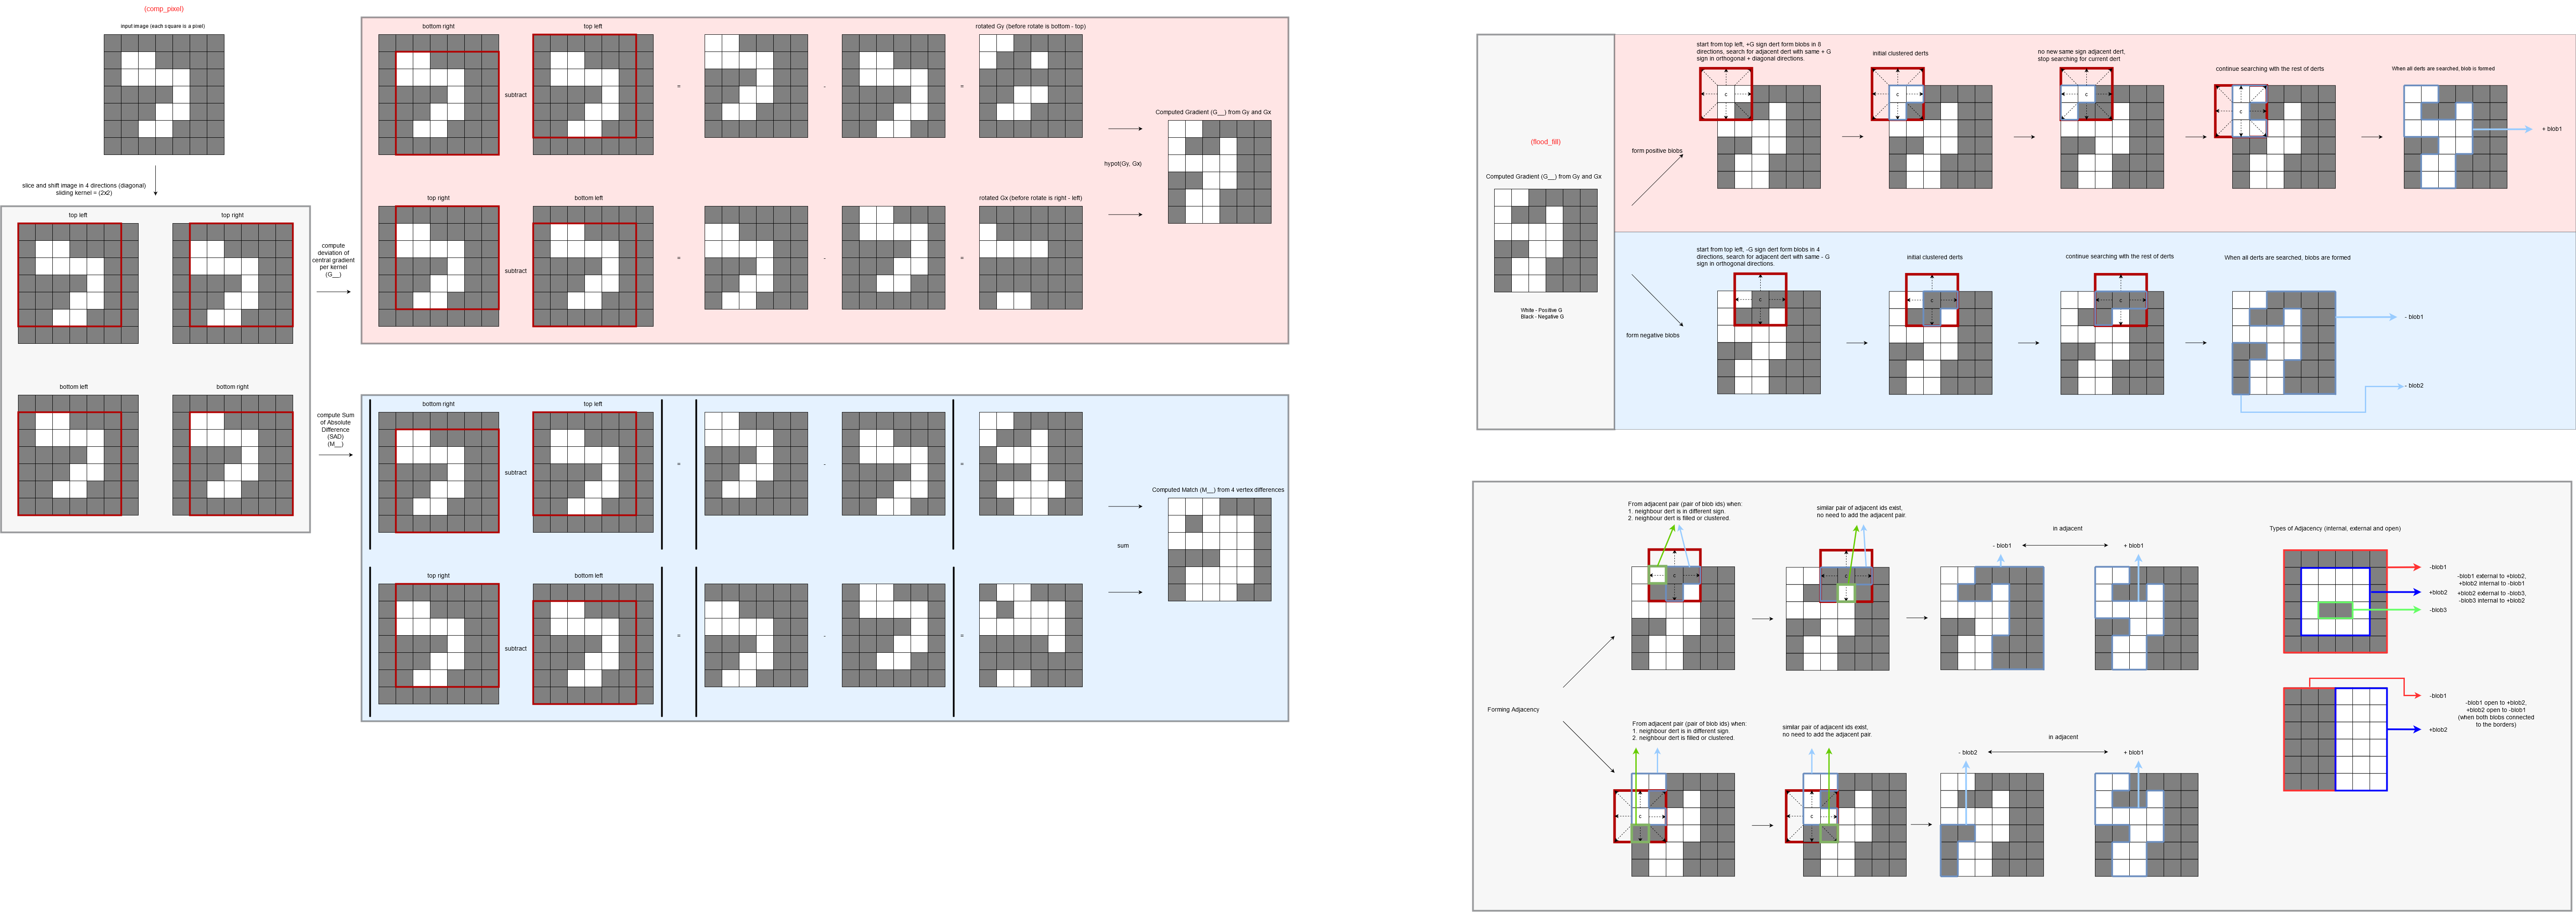 (comp_pixel)
input image (each square is a pixel)
slice and shift image in 4 directions (diagonal)
sliding kernel = (2x2)
top left
top right
bottom left
bottom right
compute
deviation of
central gradient
per kernel
(G__)
compute Sum
of Absolute
Difference
(SAD)
(M__)
bottom right
top left
rotated Gy (before rotate is bottom - top)
subtract
=
-
=
top right
bottom left
rotated Gx (before rotate is right - left)
subtract
=
-
=
hypot(Gy, Gx)
Computed Gradient (G__) from Gy and Gx
bottom right
top left
subtract
=
-
=
top right
bottom left
subtract
=
-
=
sum
Computed Match (M__) from 4 vertex differences
(flood_fill)
Computed Gradient (G__) from Gy and Gx
White - Positive G
Black - Negative G
form positive blobs
form negative blobs
start from top left, +G sign dert form blobs in 8
directions, search for adjacent dert with same + G
sign in orthogonal + diagonal directions.
c
initial clustered derts
c
no new same sign adjacent dert,
stop searching for current dert
c
continue searching with the rest of derts
c
When all derts are searched, blob is formed
+ blob1
start from top left, -G sign dert form blobs in 4
directions, search for adjacent dert with same - G
sign in orthogonal directions.
c
initial clustered derts
c
continue searching with the rest of derts
c
When all derts are searched, blobs are formed
- blob1
- blob2
Forming Adjacency
From adjacent pair (pair of blob ids) when:
1. neighbour dert is in different sign.
2. neighbour dert is filled or clustered.
c
similar pair of adjacent ids exist,
no need to add the adjacent pair.
c
in adjacent
- blob1
+ blob1
From adjacent pair (pair of blob ids) when:
1. neighbour dert is in different sign.
2. neighbour dert is filled or clustered.
c
similar pair of adjacent ids exist,
no need to add the adjacent pair.
c
in adjacent
- blob2
+ blob1
Types of Adjacency (internal, external and open)
-blob1
+blob2
-blob3
-blob1 external to +blob2,
+blob2 internal to -blob1
+blob2 external to -blob3,
-blob3 internal to +blob2
-blob1
+blob2
-blob1 open to +blob2,
+blob2 open to -blob1
(when both blobs connected
to the borders)